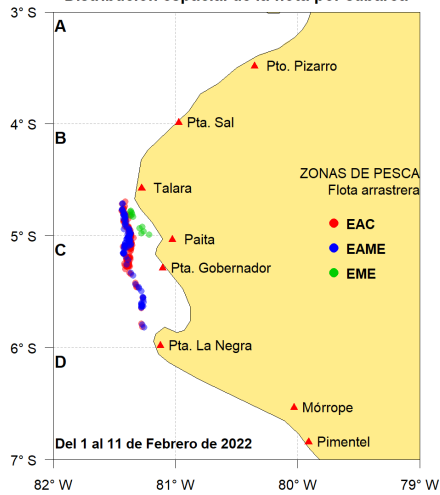 Distribución espacial de la flota por subárea
3° S
A
Pto. Pizarro
4° S
Pta. Sal
B
ZONAS DE PESCA
Talara
Flota arrastrera
EAC
5° S
Paita
C
EAME
Pta. Gobernador
EME
6° S
Pta. La Negra
D
Mórrope
Del 1 al 11 de Febrero de 2022
Pimentel
7° S
82° W
81° W
80° W
79° W